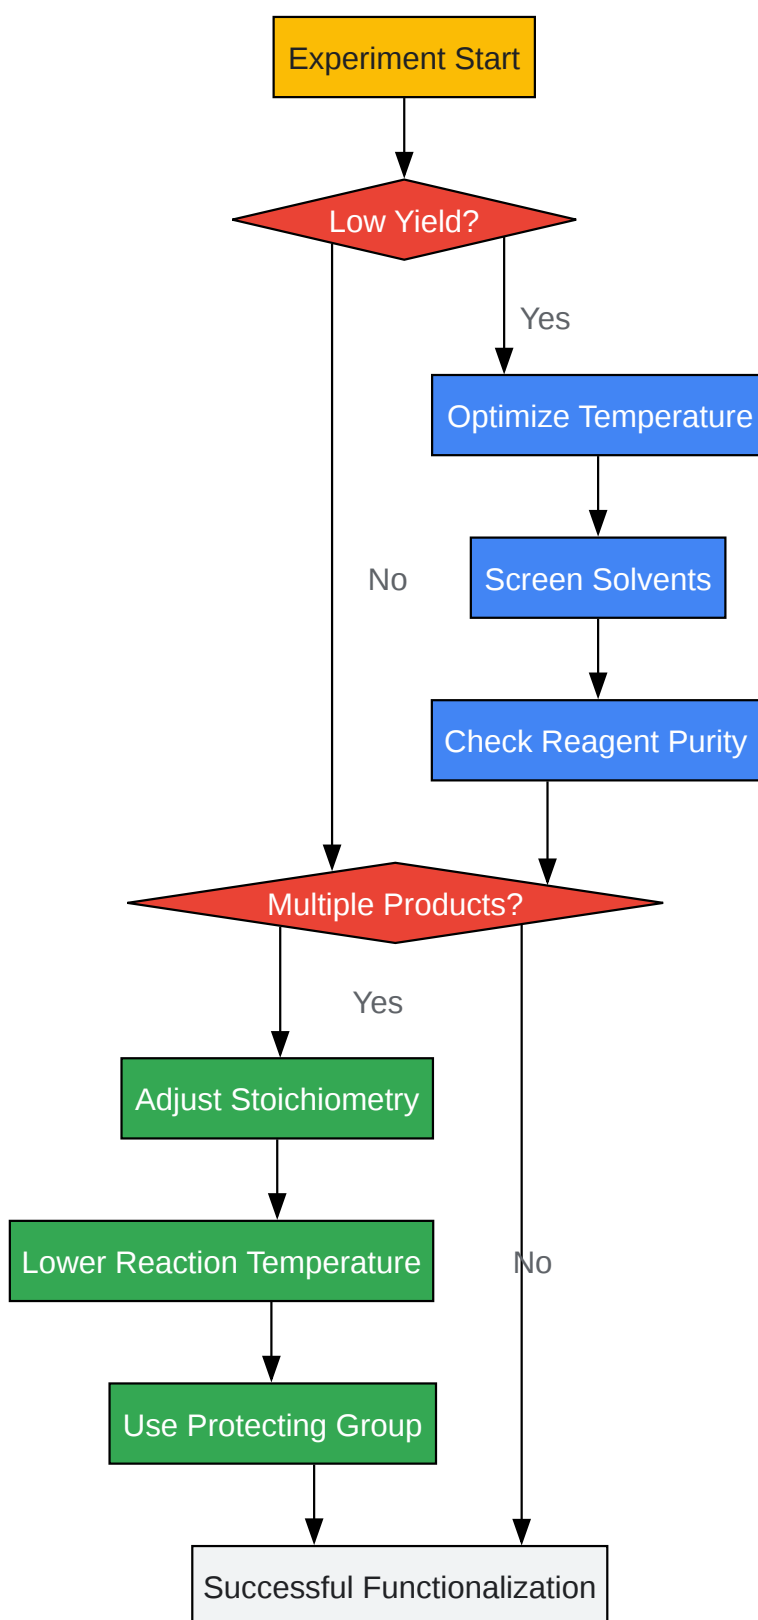 Experiment Start
Low Yield?
Yes
Optimize Temperature
No
Screen Solvents
Check Reagent Purity
Multiple Products?
Yes
Adjust Stoichiometry
Lower Reaction Temperature
No
Use Protecting Group
Successful Functionalization